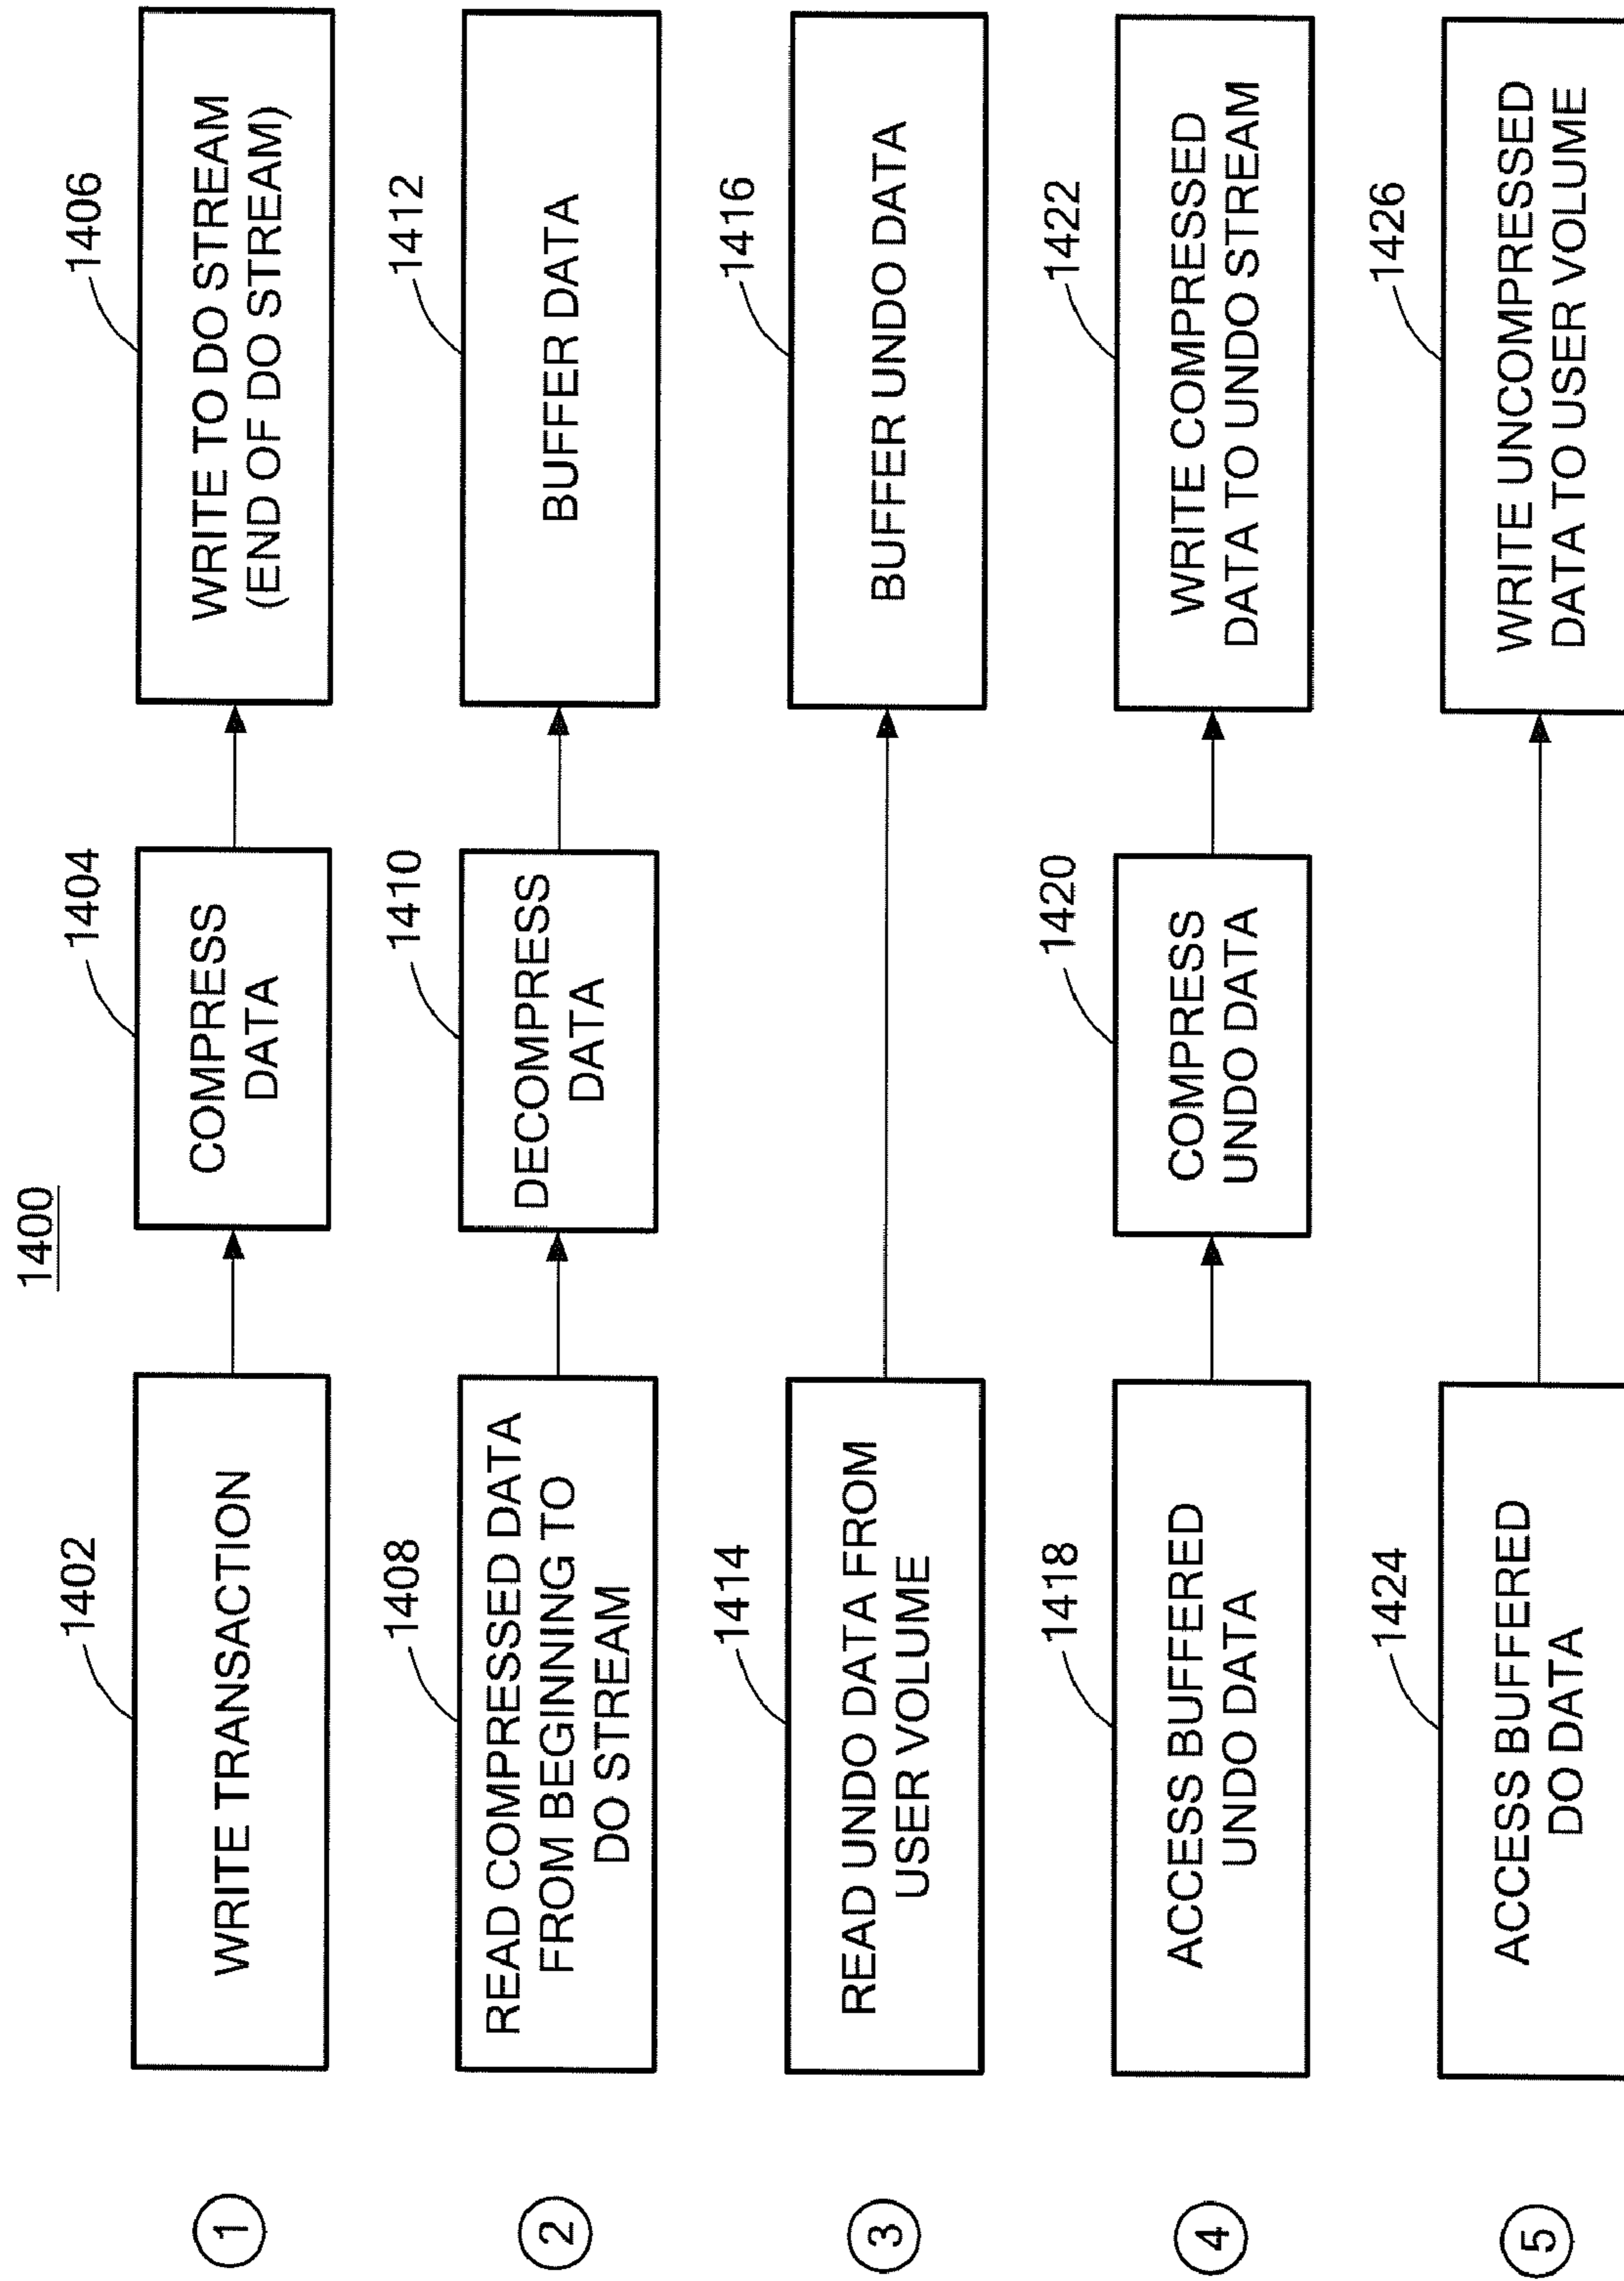 1400
1
1402
WRITE TRANSACTION
1404
COMPRESS
DATA
1406
WRITE TO DO STREAM
(END OF DO STREAM)
2
1408
READ COMPRESSED DATA
FROM BEGINNING TO
DO STREAM
1410
DECOMPRESS
DATA
1412
BUFFER DATA
3
1414
READ UNDO DATA FROM
USER VOLUME
1416
BUFFER UNDO DATA
4
1418
ACCESS BUFFERED
UNDO DATA
1420
COMPRESS
UNDO DATA
1422
WRITE COMPRESSED
DATA TO UNDO STREAM
5
1424
ACCESS BUFFERED
DO DATA
1426
WRITE UNCOMPRESSED
DATA TO USER VOLUME